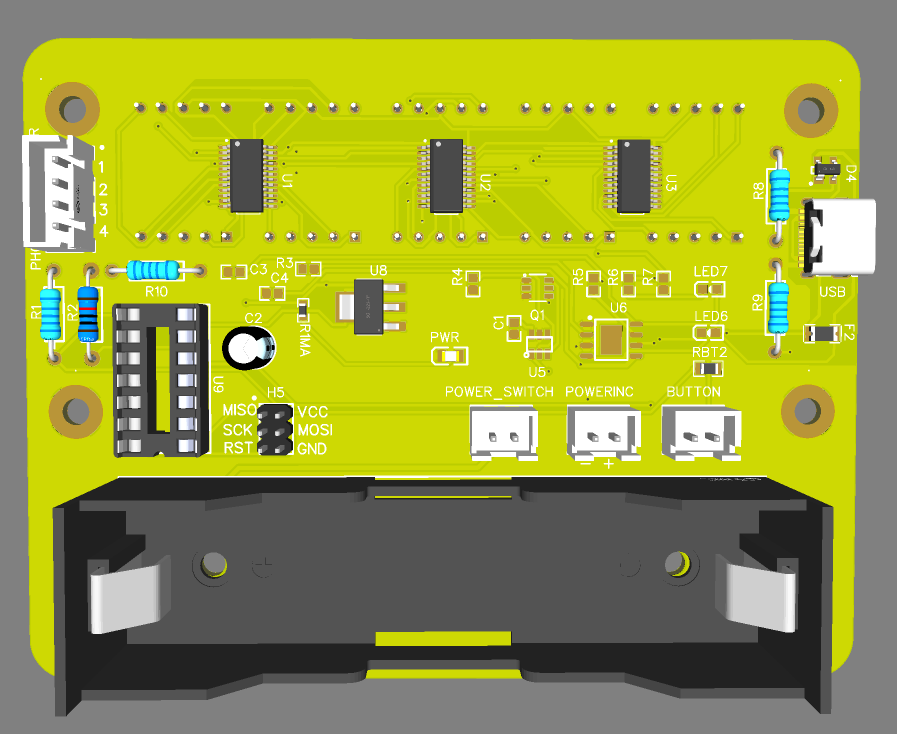 U1
U2
U3
R8
D4
1
2
3
4
USB
R10
C3
R3
C4
U8
R4
R5
R6
R7
LED7
R1
R2
R1MA
C2
Q1
C1
U6
R9
LED6
F2
PWR
U5
RBT2
U9
H5
POWER_SWITCH
POWERINC
BUTTON
MISO VCC
SCK MOSI
RST GND
- +
+